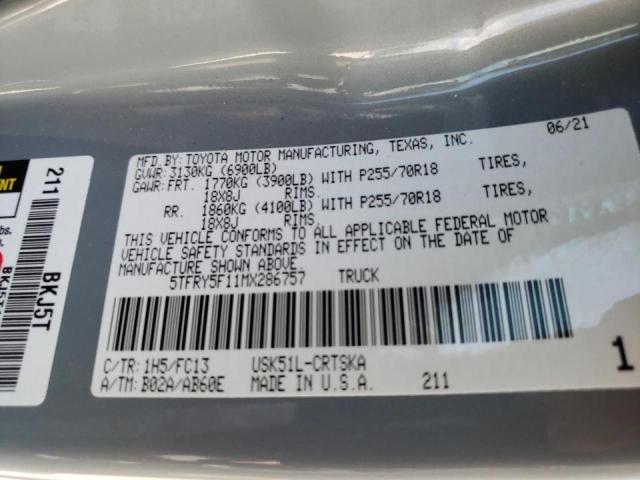 MFD. BY: TOYOTA MOTOR MANUFACTURING, TEXAS, INC. 06/21
GVWR: 3130KG (6900LB)
GAWR: FRT. 1770KG (3900LB) WITH P255/70R18 TIRES,
18X8J RIMS.
RR. 1860KG (4100LB) WITH P255/70R18 TIRES,
18X8J RIMS.
THIS VEHICLE CONFORMS TO ALL APPLICABLE FEDERAL MOTOR
VEHICLE SAFETY STANDARDS IN EFFECT ON THE DATE OF
MANUFACTURE SHOWN ABOVE.
5TFRY5F11MX286757 TRUCK
C/TR: 1H5/FC13 USK51L-CRTSKA
A/TM: B02A/AB60E MADE IN U.S.A. 211
1
211 BKJ5T